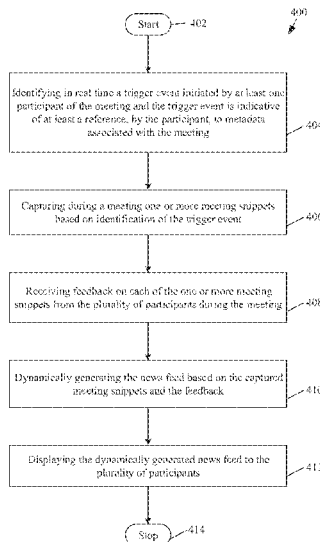 400
Start
402
Identifying in real time a trigger event initiated by at least one
participant of the meeting and the trigger event is indicative
of at least a reference, by the participant, to metadata
associated with the meeting
404
Capturing during a meeting one or more meeting snippets
based on identification of the trigger event
406
Receiving feedback on each of the one or more meeting
snippets from the plurality of participants during the meeting
408
Dynamically generating the news feed based on the captured
meeting snippets and the feedback
410
Displaying the dynamically generated news feed to the
plurality of participants
412
Stop
414